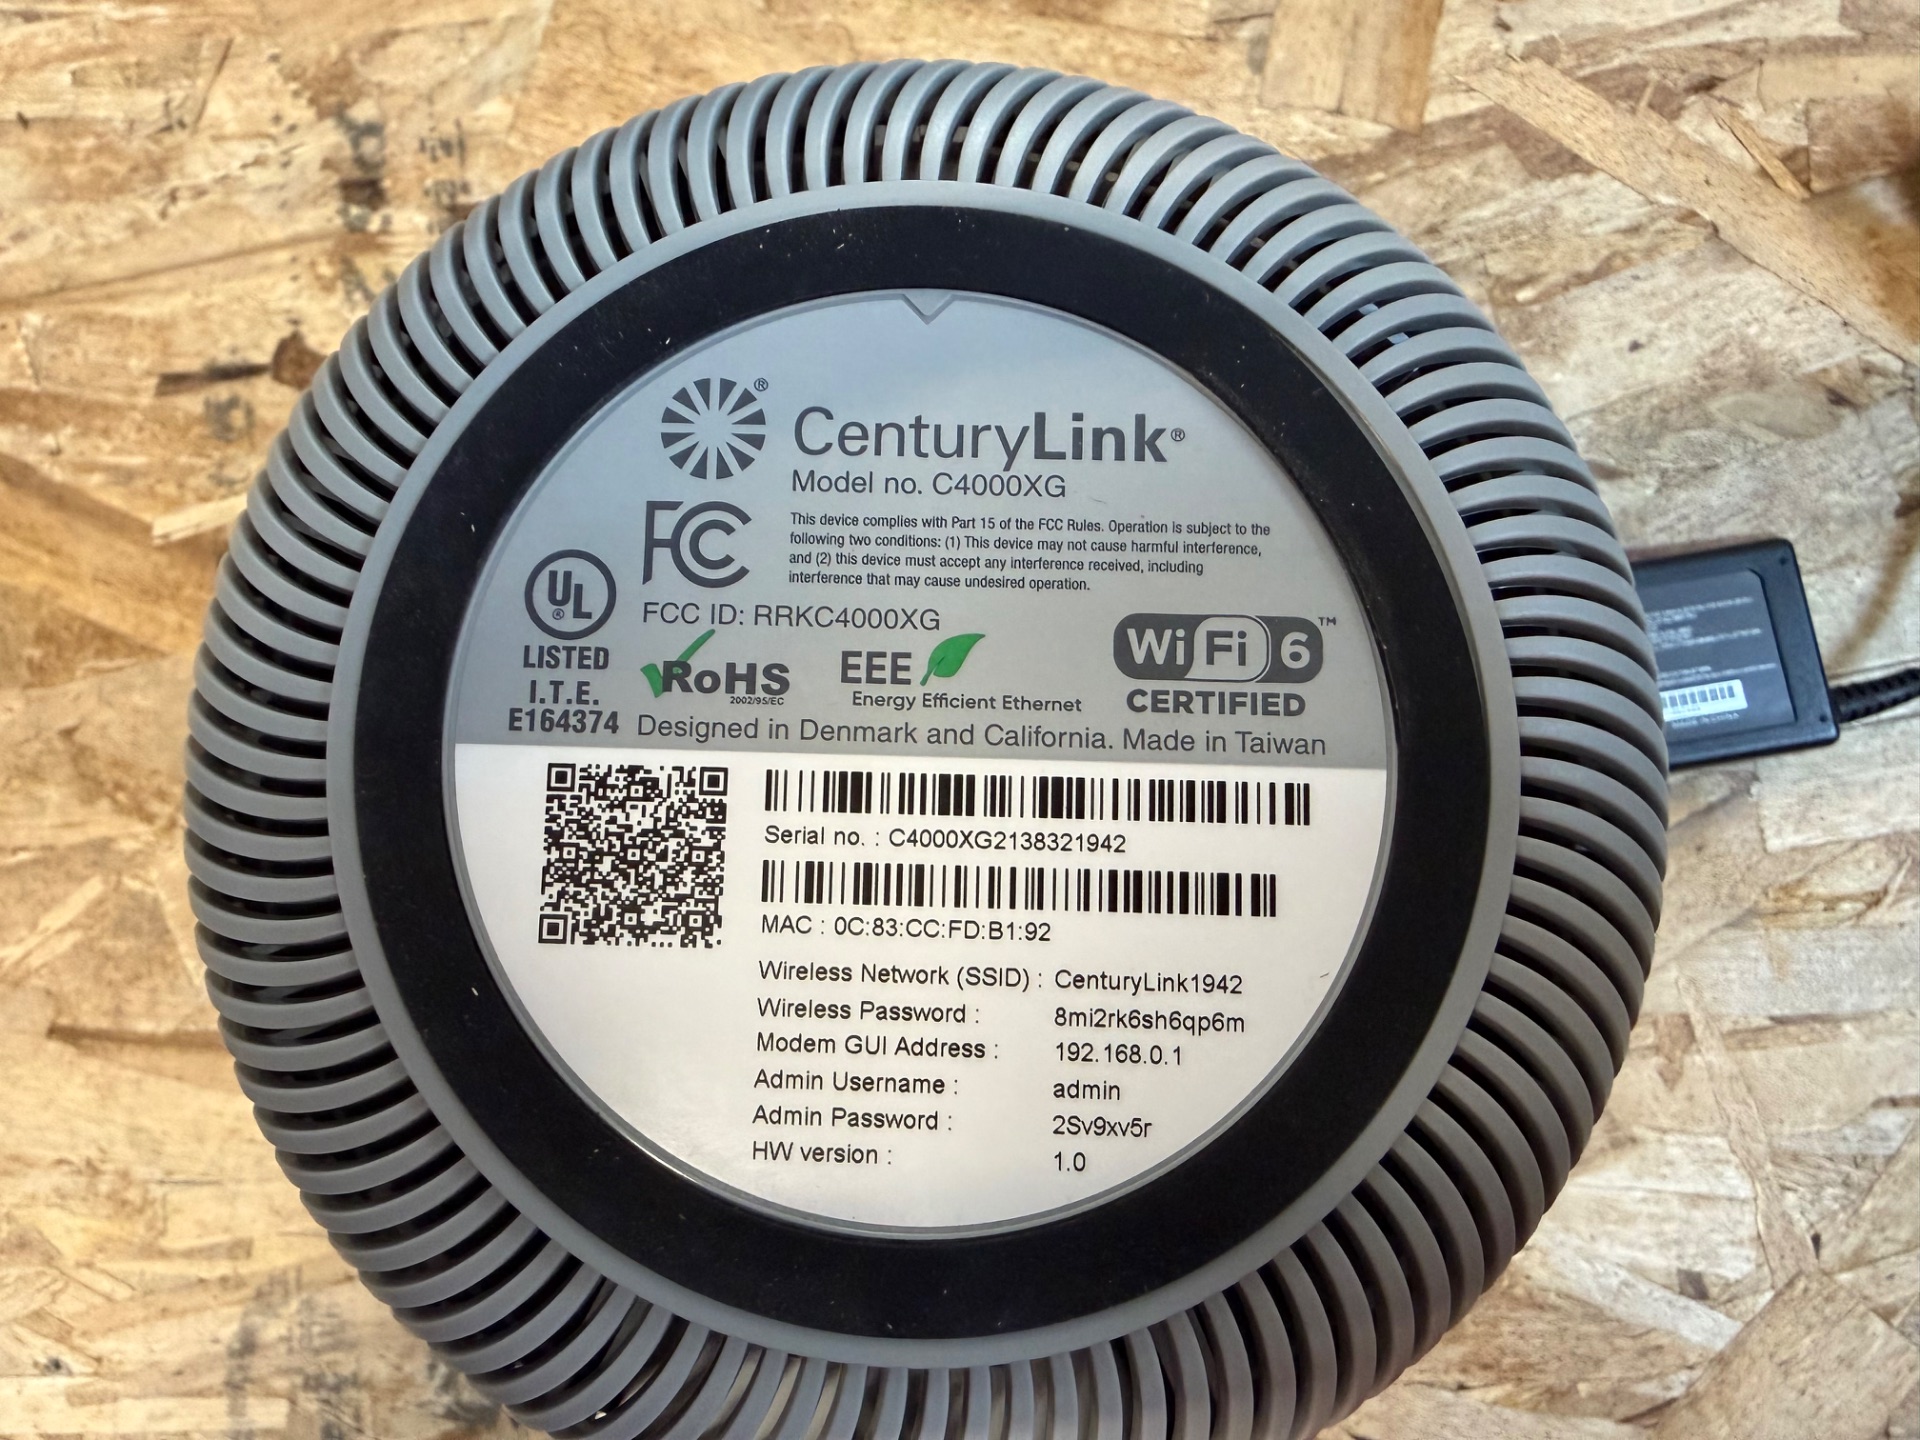 CenturyLink®
Model no. C4000XG
FC
This device complies with Part 15 of the FCC Rules. Operation is subject to the
following two conditions: (1) This device may not cause harmful interference,
and (2) this device must accept any interference received, including
interference that may cause undesired operation.
FCC ID: RRKC4000XG
UL ®
LISTED
I.T.E.
E164374
RoHS
2002/95/EC
EEE
Energy Efficient Ethernet
WiFi 6™
CERTIFIED
Designed in Denmark and California. Made in Taiwan
Serial no. : C4000XG2138321942
MAC : 0C:83:CC:FD:B1:92
Wireless Network (SSID) : CenturyLink1942
Wireless Password : 8mi2rk6sh6qp6m
Modem GUI Address : 192.168.0.1
Admin Username : admin
Admin Password : 2Sv9xv5r
HW version : 1.0